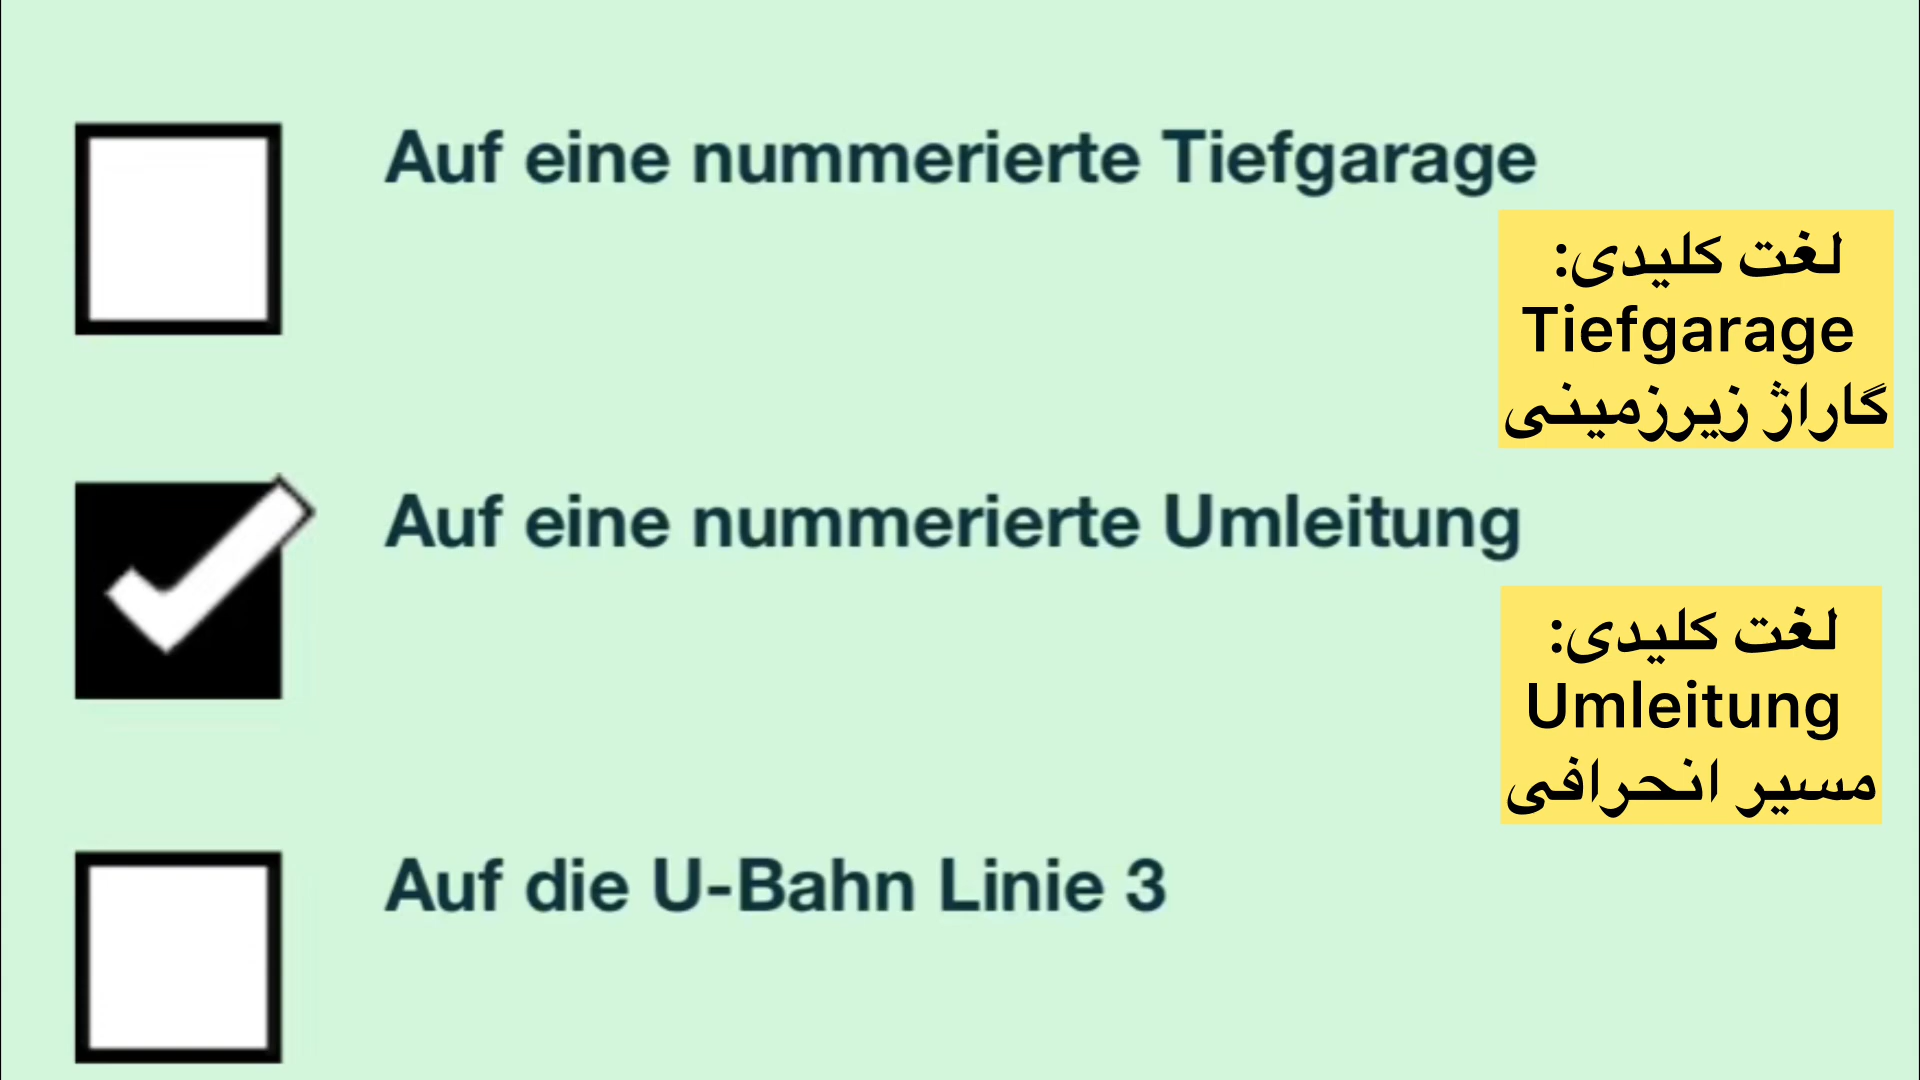 Auf eine nummerierte Tiefgarage
لغت کلیدی:
Tiefgarage
گاراژ زیرزمینی
Auf eine nummerierte Umleitung
لغت کلیدی:
Umleitung
مسیر انحرافی
Auf die U-Bahn Linie 3